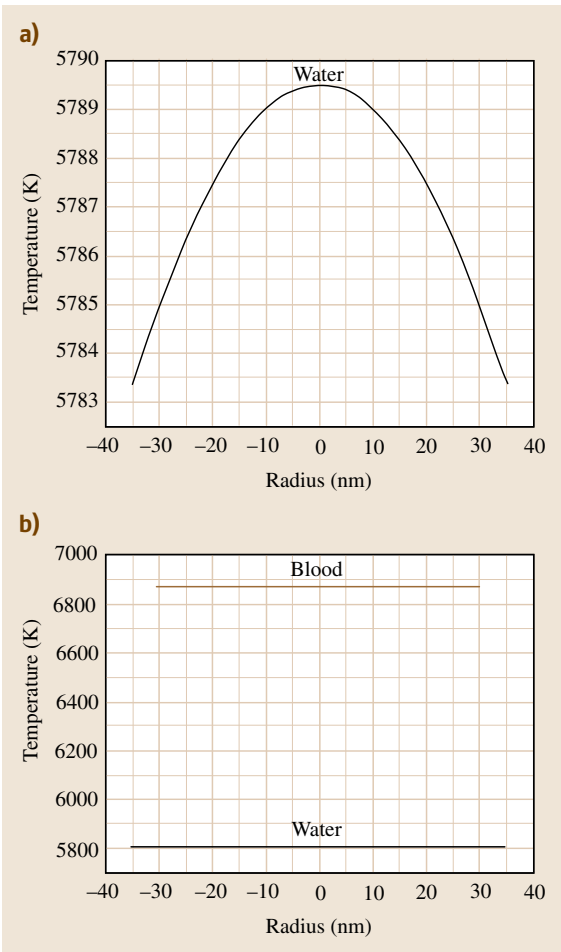 a)
Temperature (K)
5790
5789
5788
5787
5786
5785
5784
5783
Water
–40 –30 –20 –10 0 10 20 30 40
Radius (nm)
b)
Temperature (K)
7000
6800
6600
6400
6200
6000
5800
Blood
Water
–40 –30 –20 –10 0 10 20 30 40
Radius (nm)